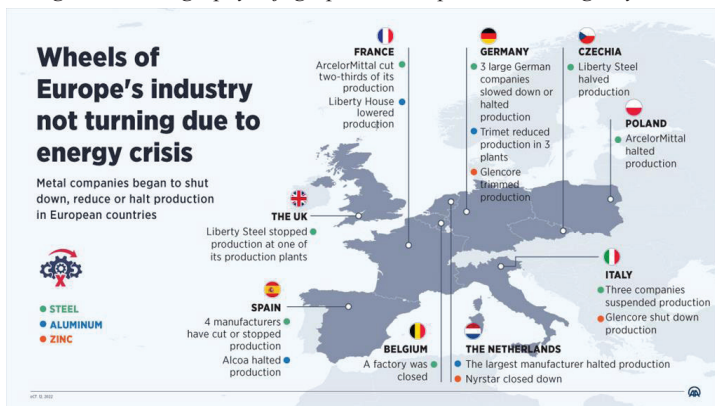 Wheels of
Europe's industry
not turning due to
energy crisis
Metal companies began to shut
down, reduce or halt production
in European countries
STEEL
ALUMINUM
ZINC
FRANCE
ArcelorMittal cut
two-thirds of its
production
Liberty House
lowered
production
GERMANY
3 large German
companies
slowed down or
halted
production
Trimet reduced
production in 3
plants
Glencore
trimmed
production
CZECHIA
Liberty Steel
halved
production
POLAND
ArcelorMittal
halted
production
THE UK
Liberty Steel stopped
production at one of
its production plants
SPAIN
4 manufacturers
have cut or stopped
production
Alcoa halted
production
BELGIUM
A factory was
closed
THE NETHERLANDS
The largest manufacturer halted production
Nyrstar closed down
ITALY
Three companies
suspended production
Glencore shut down
production
OCT. 12, 2022